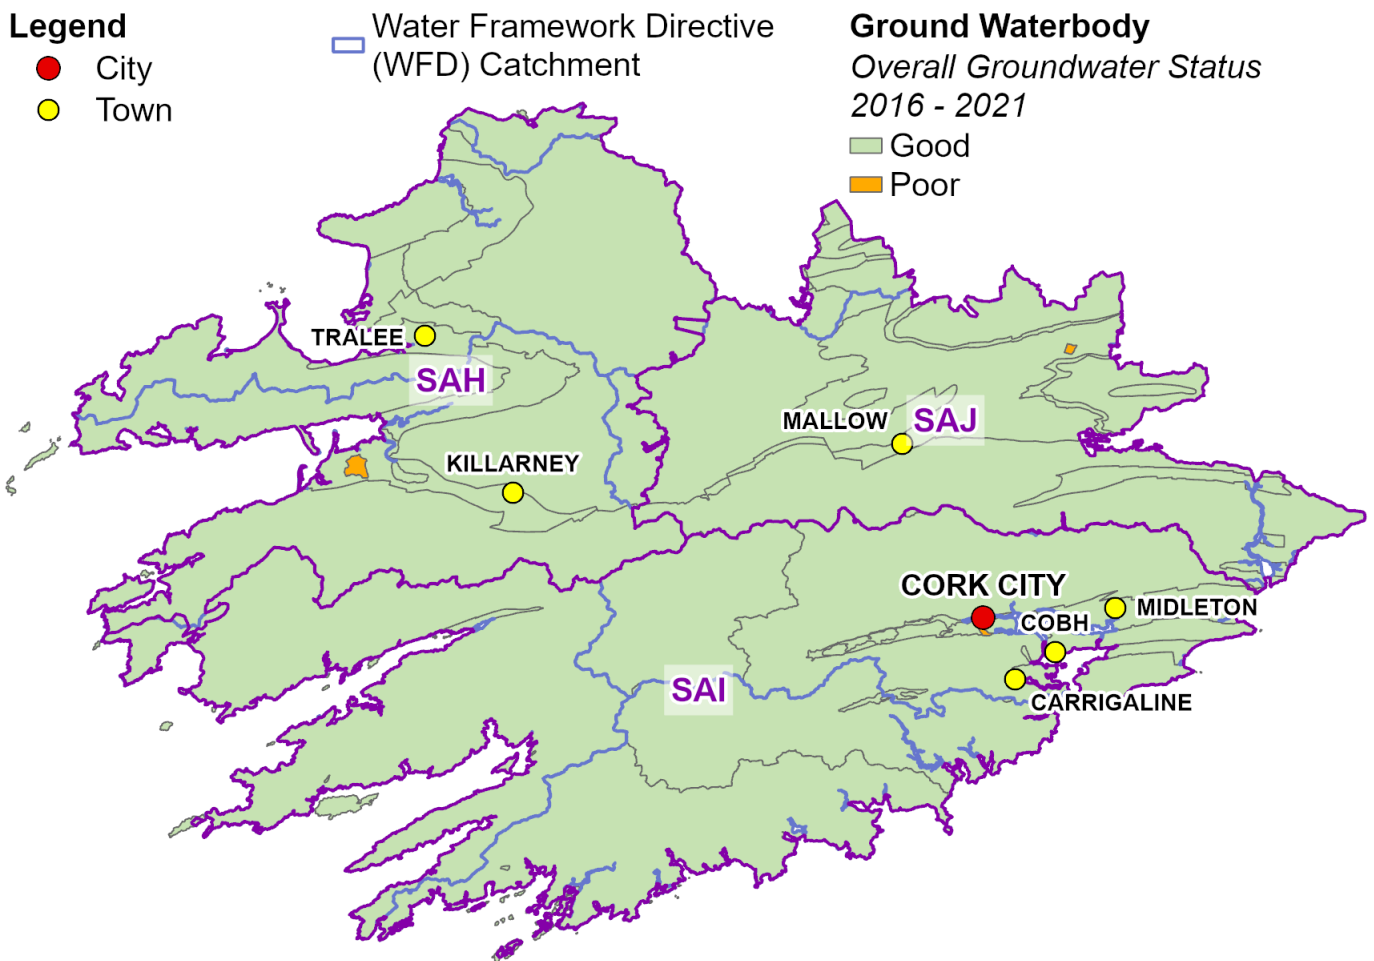 Legend
City
Town
Water Framework Directive
(WFD) Catchment
Ground Waterbody
Overall Groundwater Status
2016 - 2021
Good
Poor
TRALEE
SAH
MALLOW
SAJ
KILLARNEY
CORK CITY
MIDLETON
COBH
SAI
CARRIGALINE